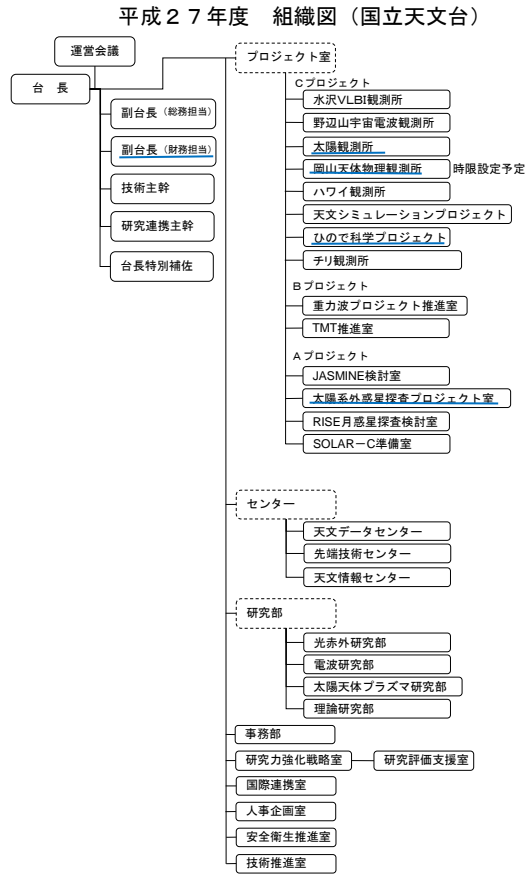 平成２７年度　組織図（国立天文台）
運営会議
台　長
副台長（総務担当）
副台長（財務担当）
技術主幹
研究連携主幹
台長特別補佐
プロジェクト室
Cプロジェクト
水沢VLBI観測所
野辺山宇宙電波観測所
太陽観測所
岡山天体物理観測所 時限設定予定
ハワイ観測所
天文シミュレーションプロジェクト
ひので科学プロジェクト
チリ観測所
Bプロジェクト
重力波プロジェクト推進室
TMT推進室
Aプロジェクト
JASMINE検討室
太陽系外惑星探査プロジェクト室
RISE月惑星探査検討室
SOLAR－C準備室
センター
天文データセンター
先端技術センター
天文情報センター
研究部
光赤外研究部
電波研究部
太陽天体プラズマ研究部
理論研究部
事務部
研究力強化戦略室 研究評価支援室
国際連携室
人事企画室
安全衛生推進室
技術推進室